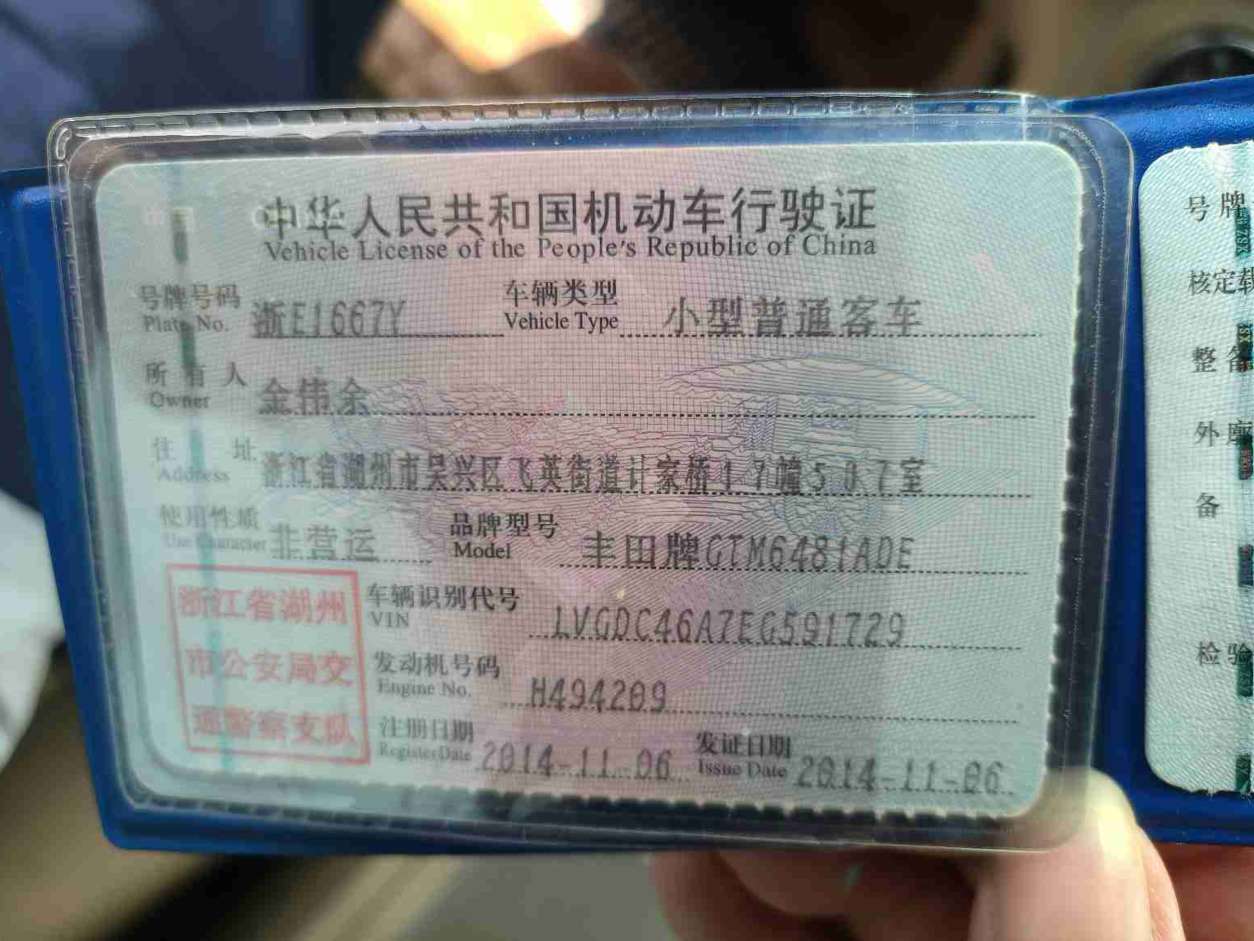 中华人民共和国机动车行驶证
Vehicle License of the People's Republic of China
号牌号码 浙E1667Y 车辆类型 小型普通客车
Plate No. Vehicle Type
所有人 金伟余
Owner
住址 浙江省湖州市吴兴区飞英街道计家桥17幢507室
Address
使用性质 非营运 品牌型号 丰田牌GTM6481ADE
Use Character Model
浙江省湖州
市公安局交
通警察支队
车辆识别代号 LVGDC46A7EG591729
VIN
发动机号码 H494209
Engine No.
注册日期 2014-11-06 发证日期 2014-11-06
Register Date Issue Date
号牌
核定载
整备
外廓
备
检验